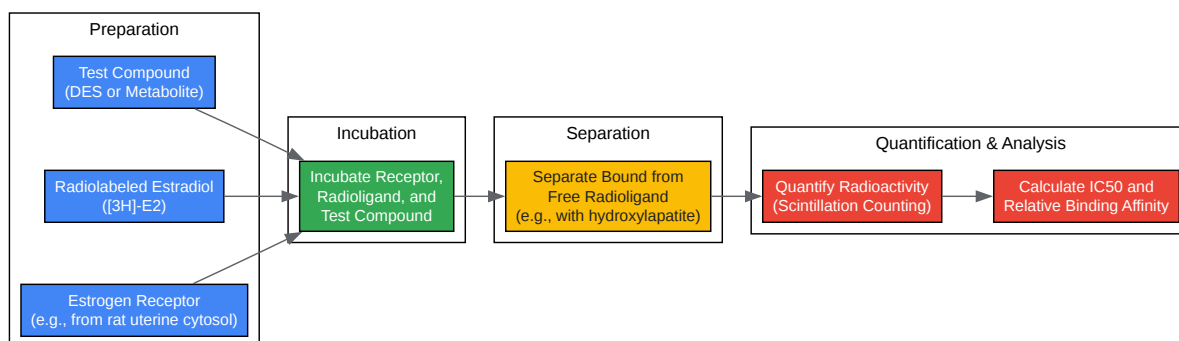 Preparation
Test Compound
(DES or Metabolite)
Radiolabeled Estradiol
([3H]-E2)
Estrogen Receptor
(e.g., from rat uterine cytosol)
Incubation
Incubate Receptor,
Radioligand, and
Test Compound
Separation
Separate Bound from
Free Radioligand
(e.g., with hydroxylapatite)
Quantification & Analysis
Quantify Radioactivity
(Scintillation Counting)
Calculate IC50 and
Relative Binding Affinity